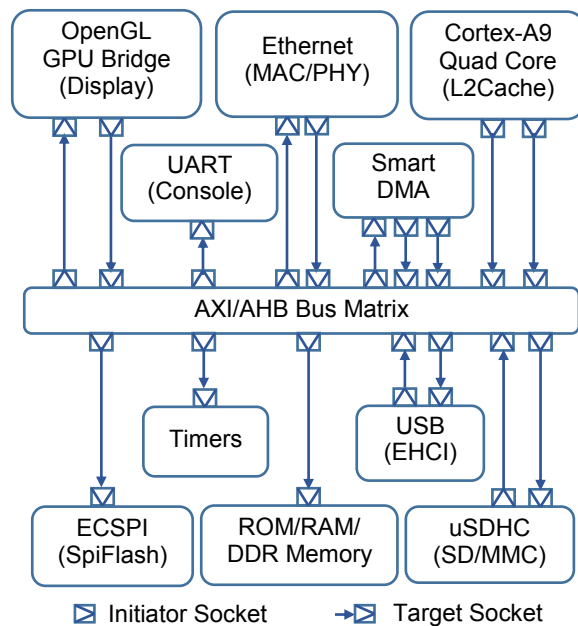 OpenGL
GPU Bridge
(Display)
Ethernet
(MAC/PHY)
Cortex-A9
Quad Core
(L2Cache)
UART
(Console)
Smart
DMA
AXI/AHB Bus Matrix
Timers
USB
(EHCI)
ECSPI
(SpiFlash)
ROM/RAM/
DDR Memory
uSDHC
(SD/MMC)
Initiator Socket
Target Socket